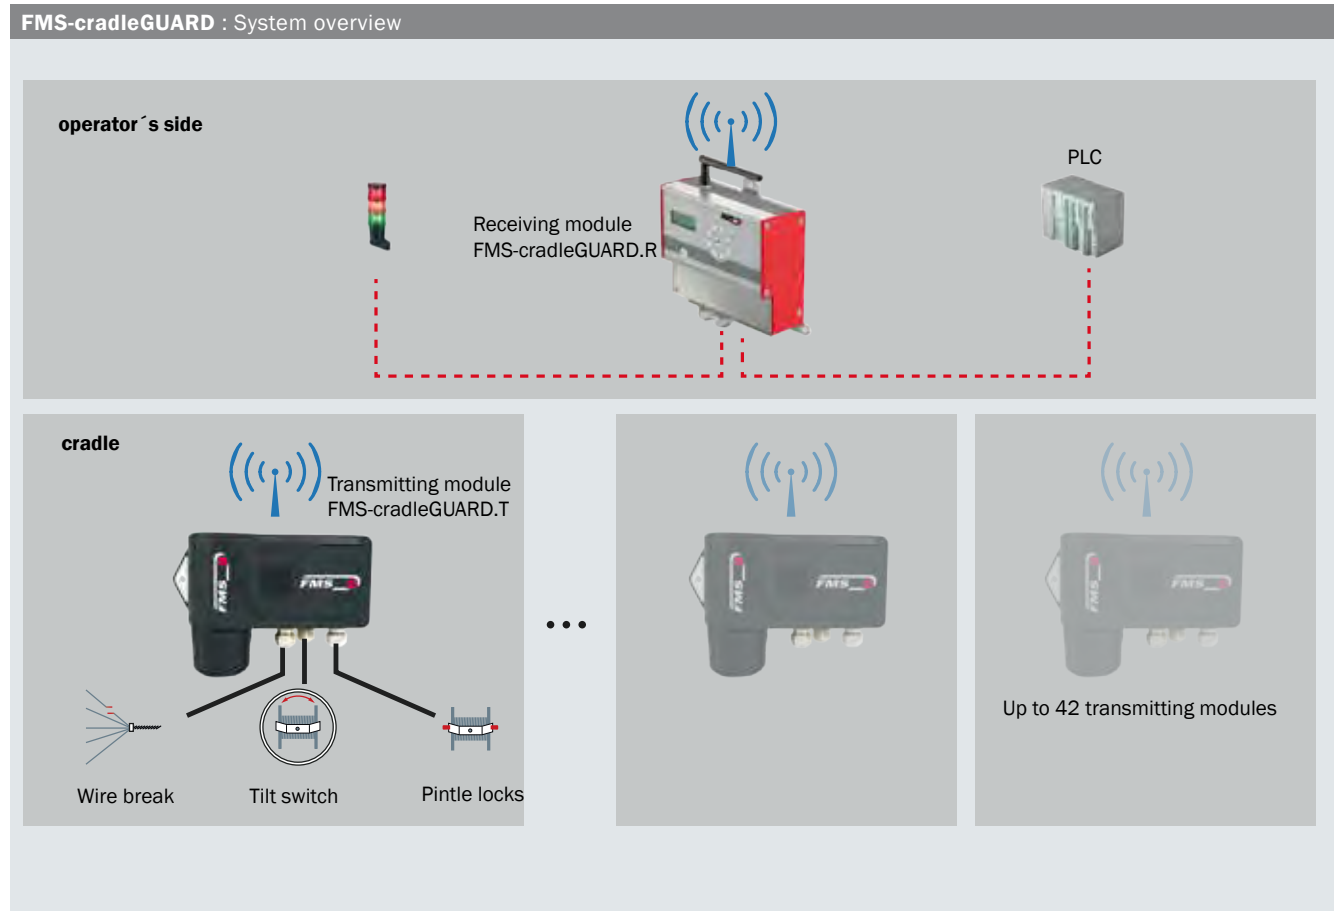 FMS-cradleGUARD : System overview
operator´s side
PLC
Receiving module
FMS-cradleGUARD.R
cradle
Transmitting module
FMS-cradleGUARD.T
FMS
FMS
FMS
FMS
FMS
FMS
...
Up to 42 transmitting modules
Wire break
Tilt switch
Pintle locks